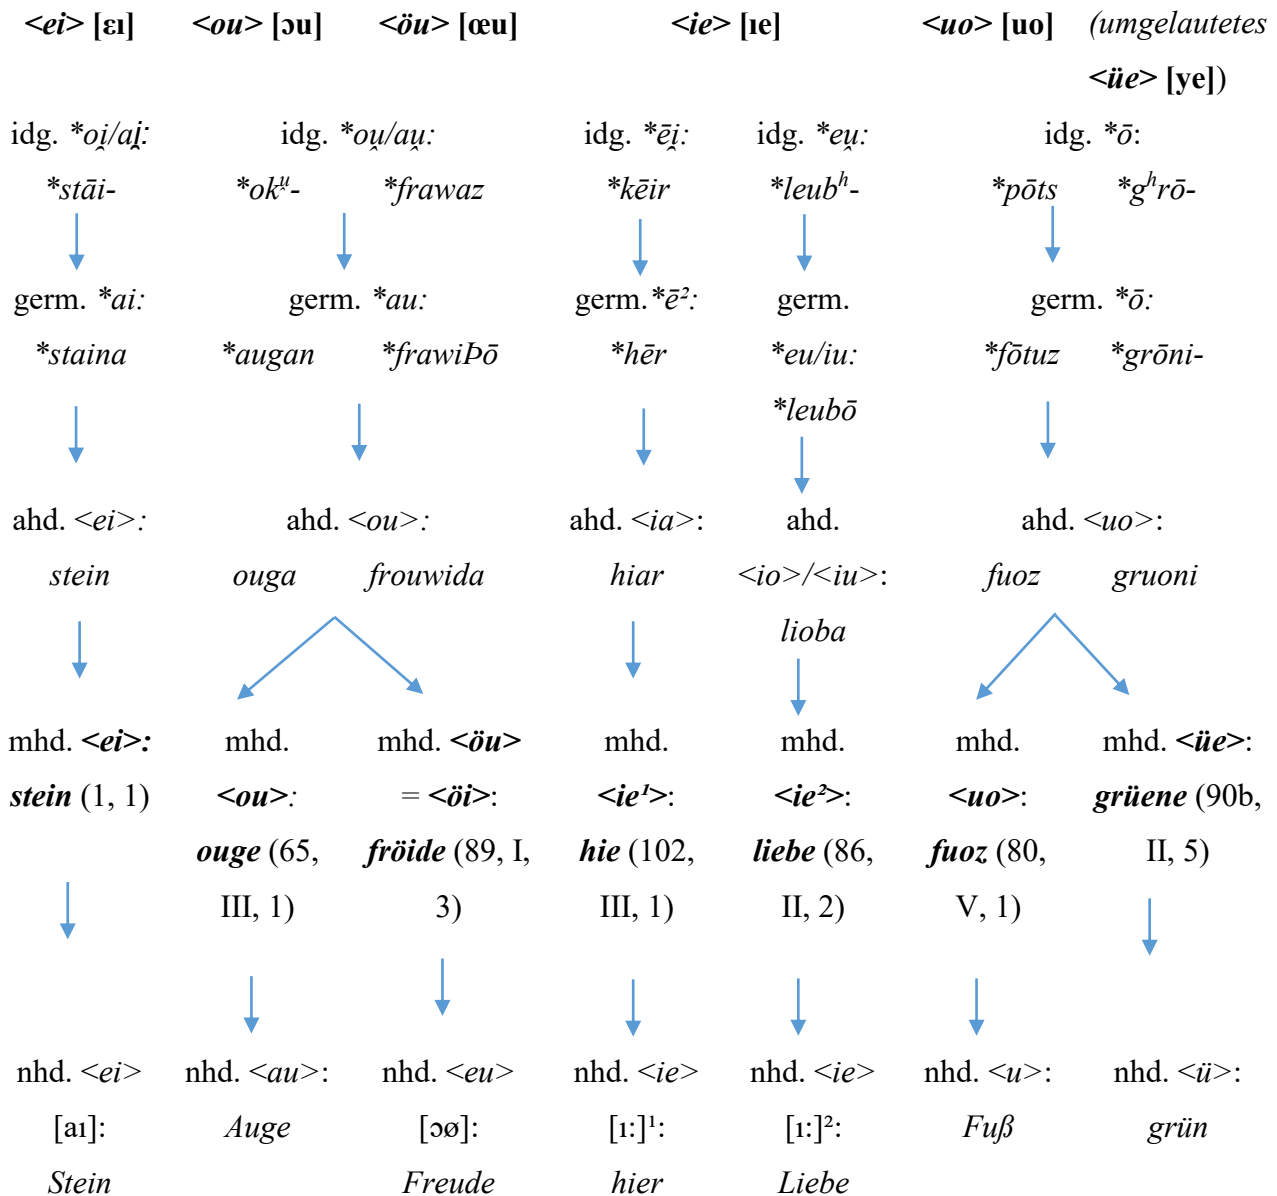 <ei> [ɛɪ] <ou> [ɔu] <öu> [œu] <ie> [ɪe] <uo> [uo] (umgelautetes
<üe> [ye])
idg. *oi̯/ai̯: idg. *ou̯/au̯: idg. *ēi̯: idg. *eu̯: idg. *ō:
*stāi- *okᵘ̯- *frawaz *kēir *leubʰ- *pōts *gʰrō-
germ. *ai: germ. *au: germ.*ē²: germ. germ. *ō:
*staina *augan *frawiÞō *hēr *eu/iu: *fōtuz *grōni-
*leubō
ahd. <ei>: ahd. <ou>: ahd. <ia>: ahd. ahd. <uo>:
stein ouga frouwida hiar <io>/<iu>: fuoz gruoni
lioba
mhd. <ei>: mhd. mhd. <öu> mhd. mhd. mhd. mhd. <üe>:
stein (1, 1) <ou>: = <öi>: <ie¹>: <ie²>: <uo>: grüene (90b,
ouge (65, fröide (89, I, hie (102, liebe (86, fuoz (80, II, 5)
III, 1) 3) III, 1) II, 2) V, 1)
nhd. <ei> nhd. <au>: nhd. <eu> nhd. <ie> nhd. <ie> nhd. <u>: nhd. <ü>:
[aɪ]: Auge [ɔø]: [ɪ:]¹: [ɪ:]²: Fuß grün
Stein Freude hier Liebe